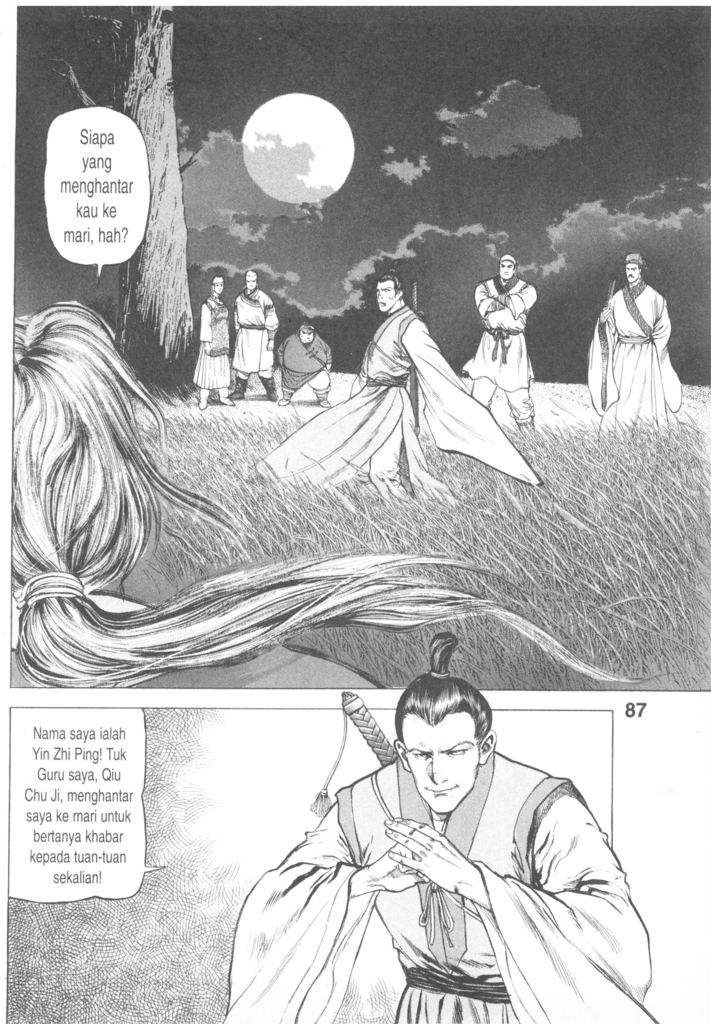 Siapa
yang
menghantar
kau ke
mari, hah?
87
Nama saya ialah
Yin Zhi Ping! Tuk
Guru saya, Qiu
Chu Ji, menghantar
saya ke mari untuk
bertanya khabar
kepada tuan-tuan
sekalian!